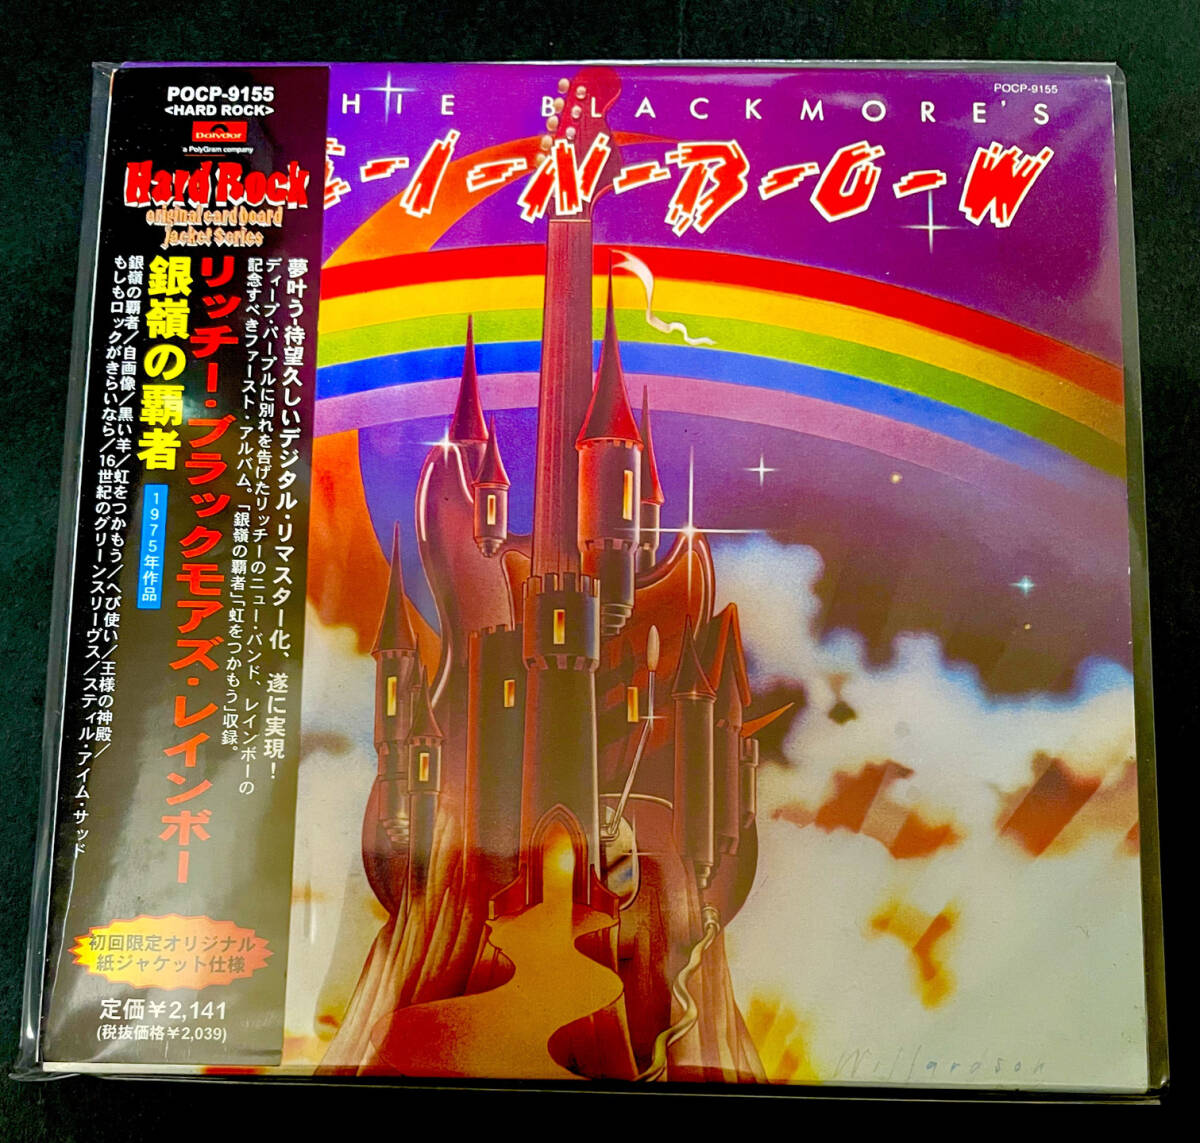 POCP-9155
<HARD ROCK>
Polydor
a PolyGram company
Hard Rock
original card board
jacket Series
夢叶う-待望久しいデジタル・リマスター化、遂に実現！
ディープ・パープルに別れを告げたリッチーのニュー・バンド、レインボーの
記念すべきファースト・アルバム。「銀嶺の覇者」「虹をつかもう」収録。
リッチー・ブラックモアズ・レインボー
銀嶺の覇者
1975年作品
銀嶺の覇者/自画像/黒い羊/虹をつかもう/へび使い/王様の神殿/
もしもロックがきらいなら/16世紀のグリーンスリーヴス/スティル・アイム・サッド
初回限定オリジナル
紙ジャケット仕様
定価￥2,141
(税抜価格￥2,039)
POCP-9155
HIE BLACKMORE'S
I-N-B-O-W
Willardson